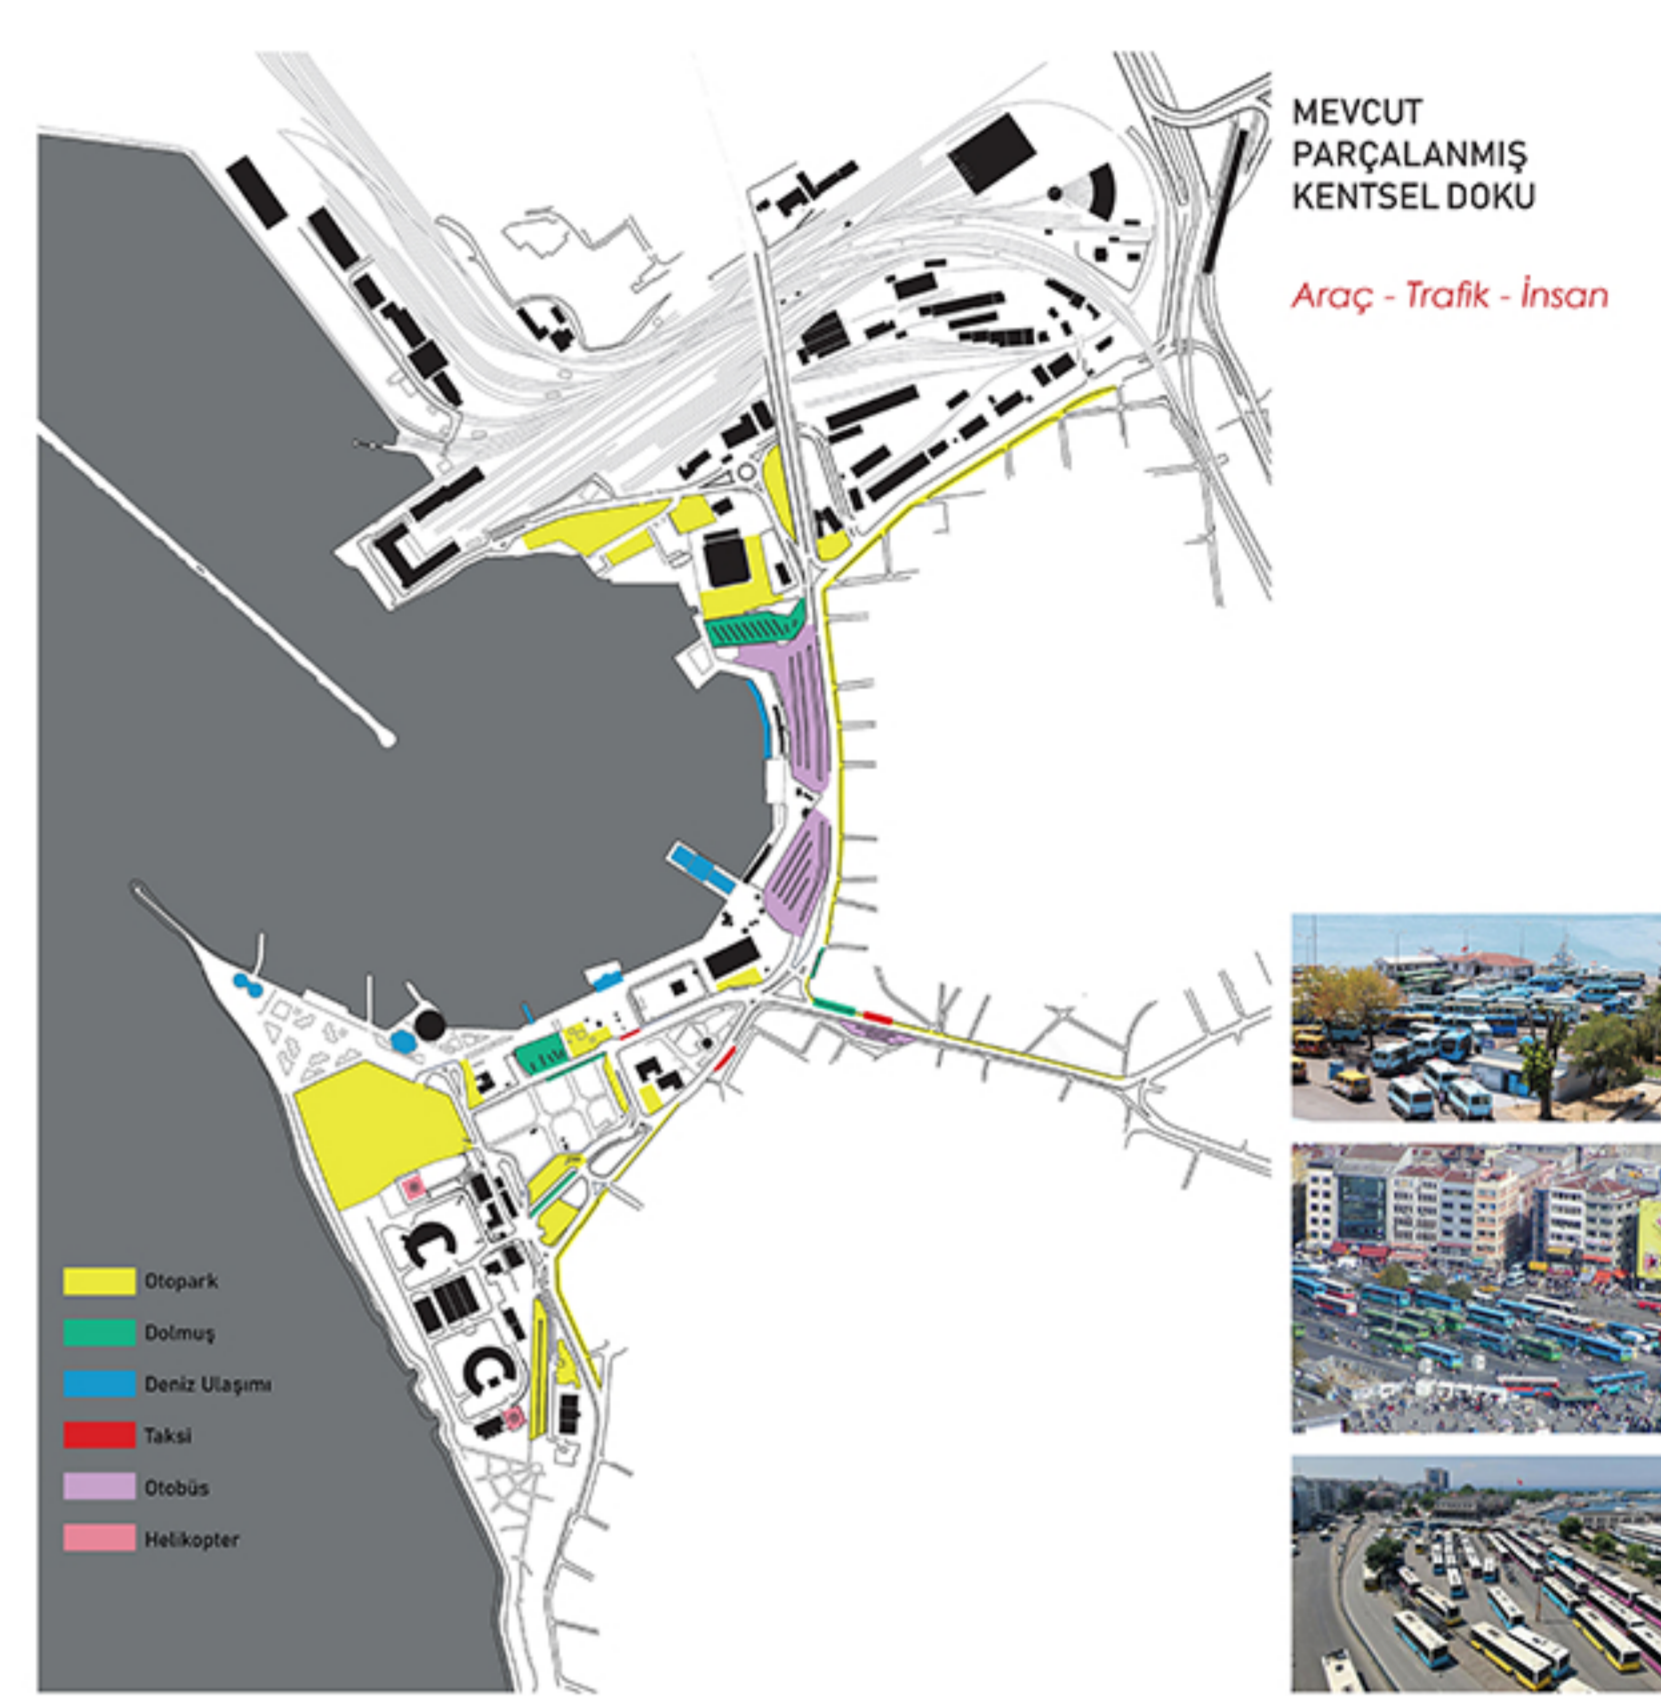 MEVCUT
PARÇALANMIŞ
KENTSEL DOKU
Araç - Trafik - İnsan
Otopark
Dolmuş
Deniz Ulaşımı
Taksi
Otobüs
Helikopter